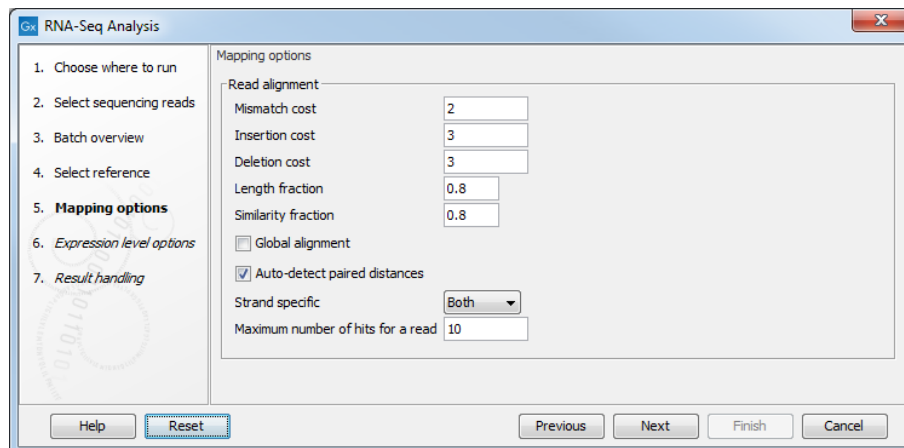 Gx RNA-Seq Analysis
1. Choose where to run
2. Select sequencing reads
3. Batch overview
4. Select reference
5. Mapping options
6. Expression level options
7. Result handling
Mapping options
Read alignment
Mismatch cost 2
Insertion cost 3
Deletion cost 3
Length fraction 0.8
Similarity fraction 0.8
Global alignment
Auto-detect paired distances
Strand specific Both
Maximum number of hits for a read 10
Help Reset Previous Next Finish Cancel